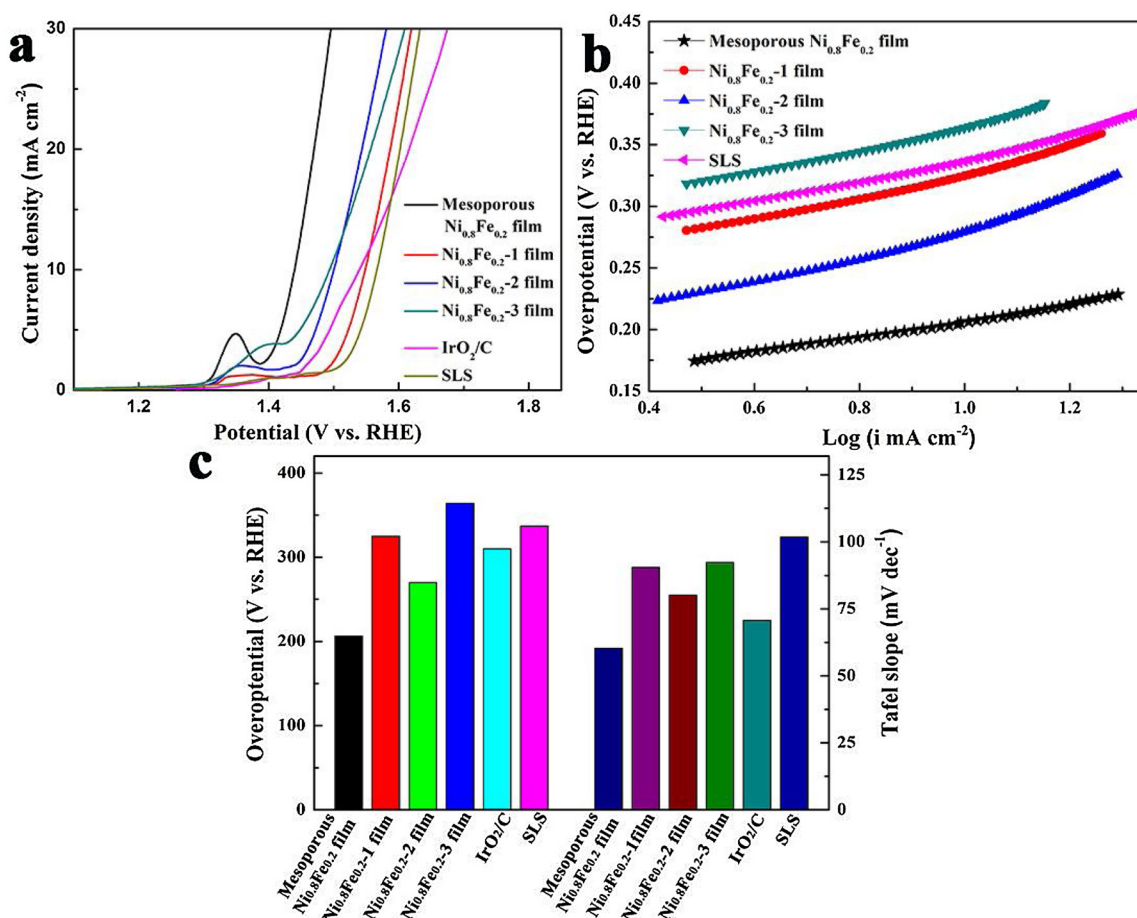 a
Current density (mA cm⁻²)
30
20
10
0
Mesoporous
Ni₀.₈Fe₀.₂ film
Ni₀.₈Fe₀.₂-1 film
Ni₀.₈Fe₀.₂-2 film
Ni₀.₈Fe₀.₂-3 film
IrO₂/C
SLS
1.2 1.4 1.6 1.8
Potential (V vs. RHE)
b
Overpotential (V vs. RHE)
0.45
0.40
0.35
0.30
0.25
0.20
0.15
Mesoporous Ni₀.₈Fe₀.₂ film
Ni₀.₈Fe₀.₂-1 film
Ni₀.₈Fe₀.₂-2 film
Ni₀.₈Fe₀.₂-3 film
SLS
0.4 0.6 0.8 1.0 1.2
Log (i mA cm⁻²)
c
Overoptential (V vs. RHE)
400
300
200
100
0
Tafel slope (mV dec⁻¹)
125
100
75
50
25
0
Mesoporous
Ni0.8Fe0.2 film
Ni0.8Fe0.2-1 film
Ni0.8Fe0.2-2 film
Ni0.8Fe0.2-3 film
IrO2/C
SLS
Mesoporous
Ni0.8Fe0.2 film
Ni0.8Fe0.2-1film
Ni0.8Fe0.2-2 film
Ni0.8Fe0.2-3 film
IrO2/C
SLS